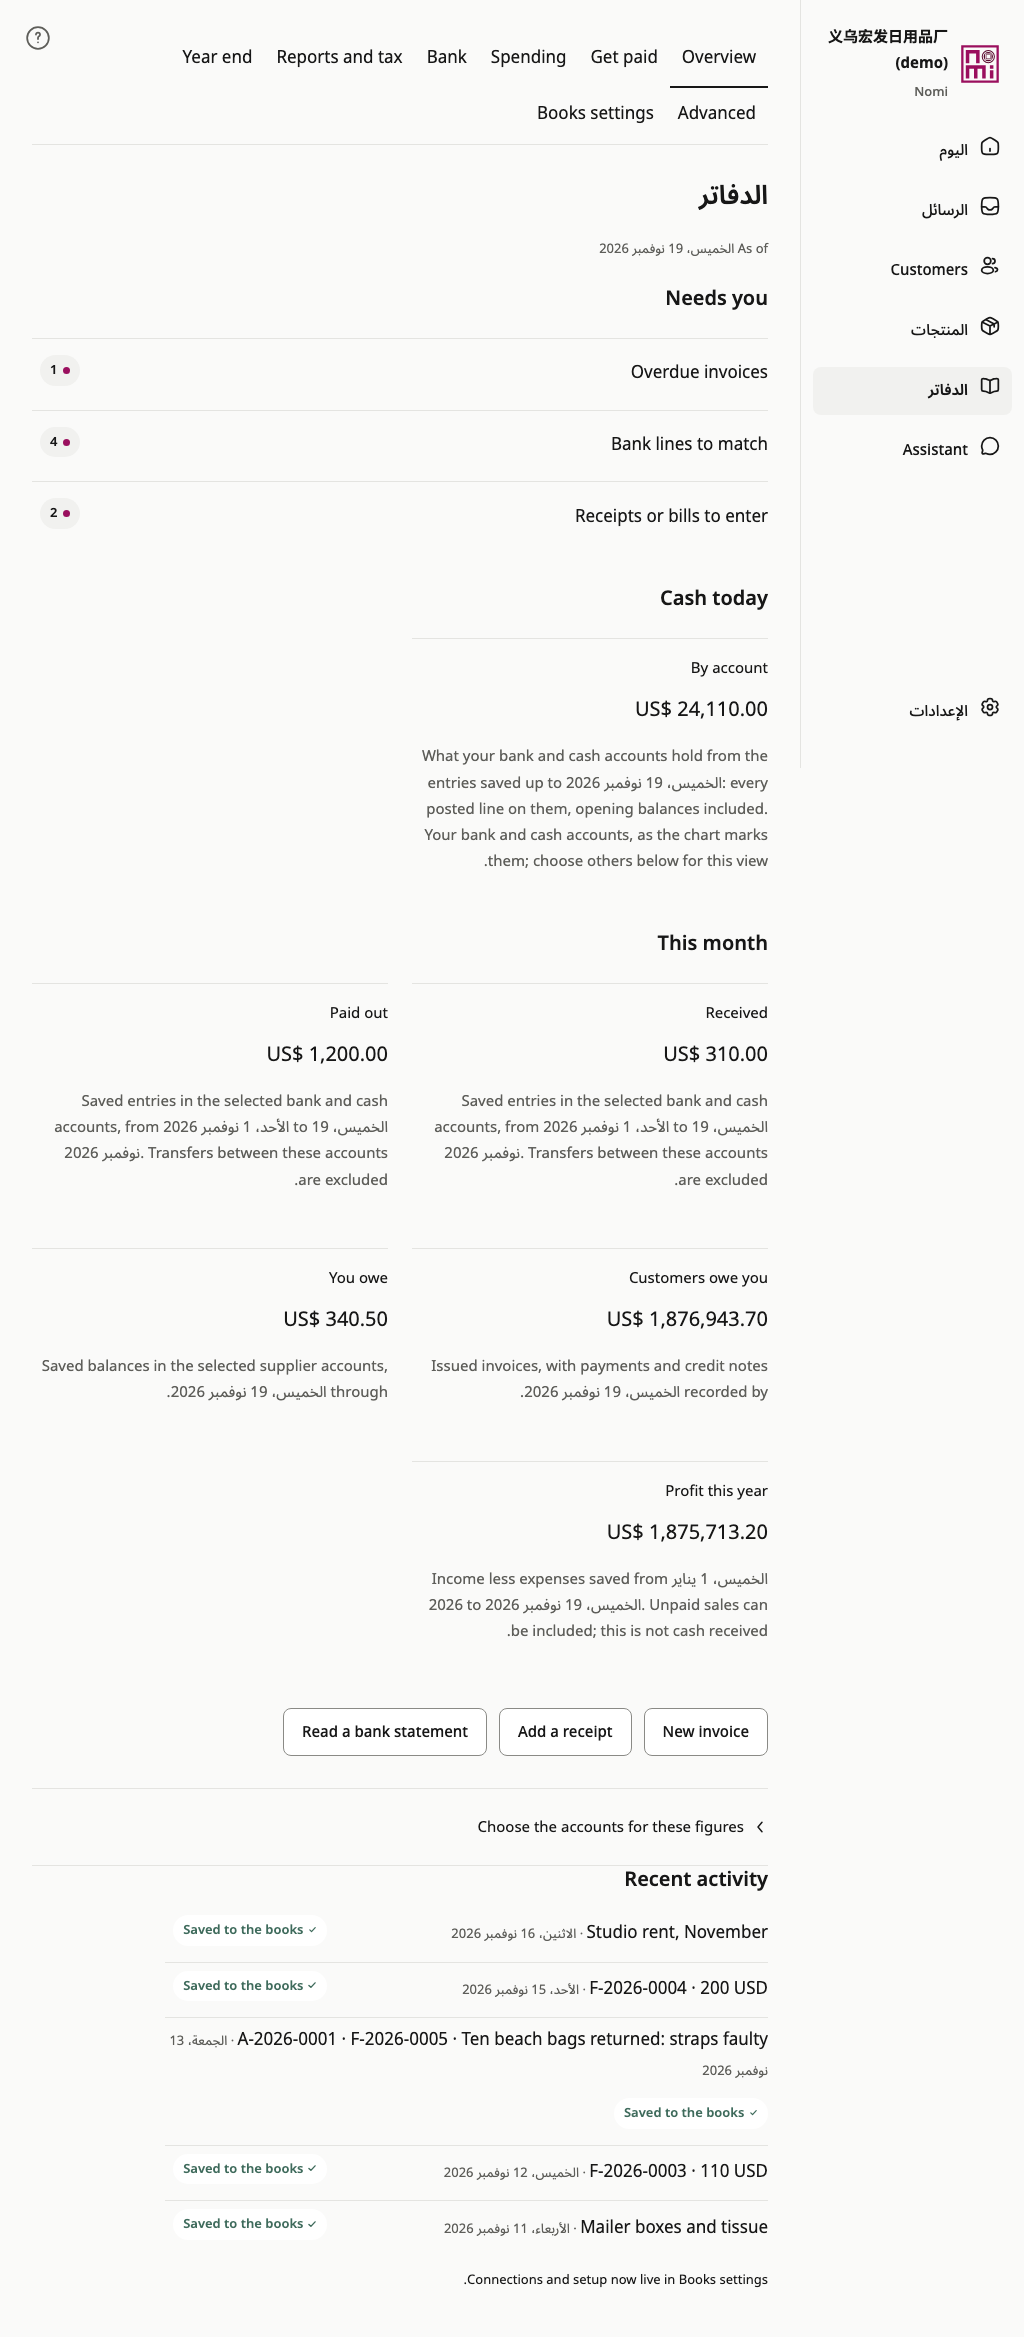 义乌宏发日用品厂
(demo)
Nomi
اليوم
الرسائل
Customers
المنتجات
الدفاتر
Assistant
الإعدادات
Overview
Get paid
Spending
Bank
Reports and tax
Year end
Advanced
Books settings
الدفاتر
As of الخميس، 19 نوفمبر 2026
Needs you
Overdue invoices
1
Bank lines to match
4
Receipts or bills to enter
2
Cash today
By account
US$ 24,110.00
What your bank and cash accounts hold from the
entries saved up to الخميس، 19 نوفمبر 2026: every
posted line on them, opening balances included.
Your bank and cash accounts, as the chart marks
them; choose others below for this view.
This month
Received
US$ 310.00
Saved entries in the selected bank and cash
accounts, from الأحد، 1 نوفمبر 2026 to الخميس، 19
نوفمبر 2026. Transfers between these accounts
are excluded.
Paid out
US$ 1,200.00
Saved entries in the selected bank and cash
accounts, from الأحد، 1 نوفمبر 2026 to الخميس، 19
نوفمبر 2026. Transfers between these accounts
are excluded.
Customers owe you
US$ 1,876,943.70
Issued invoices, with payments and credit notes
recorded by الخميس، 19 نوفمبر 2026.
You owe
US$ 340.50
Saved balances in the selected supplier accounts,
through الخميس، 19 نوفمبر 2026.
Profit this year
US$ 1,875,713.20
Income less expenses saved from الخميس، 1 يناير
2026 to الخميس، 19 نوفمبر 2026. Unpaid sales can
be included; this is not cash received.
New invoice
Add a receipt
Read a bank statement
Choose the accounts for these figures
Recent activity
Studio rent, November · الاثنين، 16 نوفمبر 2026
Saved to the books
F-2026-0004 · 200 USD · الأحد، 15 نوفمبر 2026
Saved to the books
A-2026-0001 · F-2026-0005 · Ten beach bags returned: straps faulty · الجمعة، 13
نوفمبر 2026
Saved to the books
F-2026-0003 · 110 USD · الخميس، 12 نوفمبر 2026
Saved to the books
Mailer boxes and tissue · الأربعاء، 11 نوفمبر 2026
Saved to the books
Connections and setup now live in Books settings.